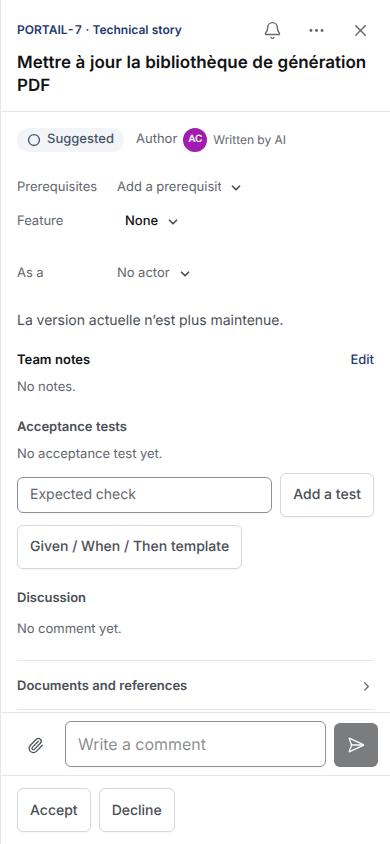 PORTAIL-7 · Technical story
Mettre à jour la bibliothèque de génération
PDF
Suggested
Author
AC
Written by AI
Prerequisites
Add a prerequisit
Feature
None
As a
No actor
La version actuelle n’est plus maintenue.
Team notes
Edit
No notes.
Acceptance tests
No acceptance test yet.
Expected check
Add a test
Given / When / Then template
Discussion
No comment yet.
Documents and references
Write a comment
Accept
Decline